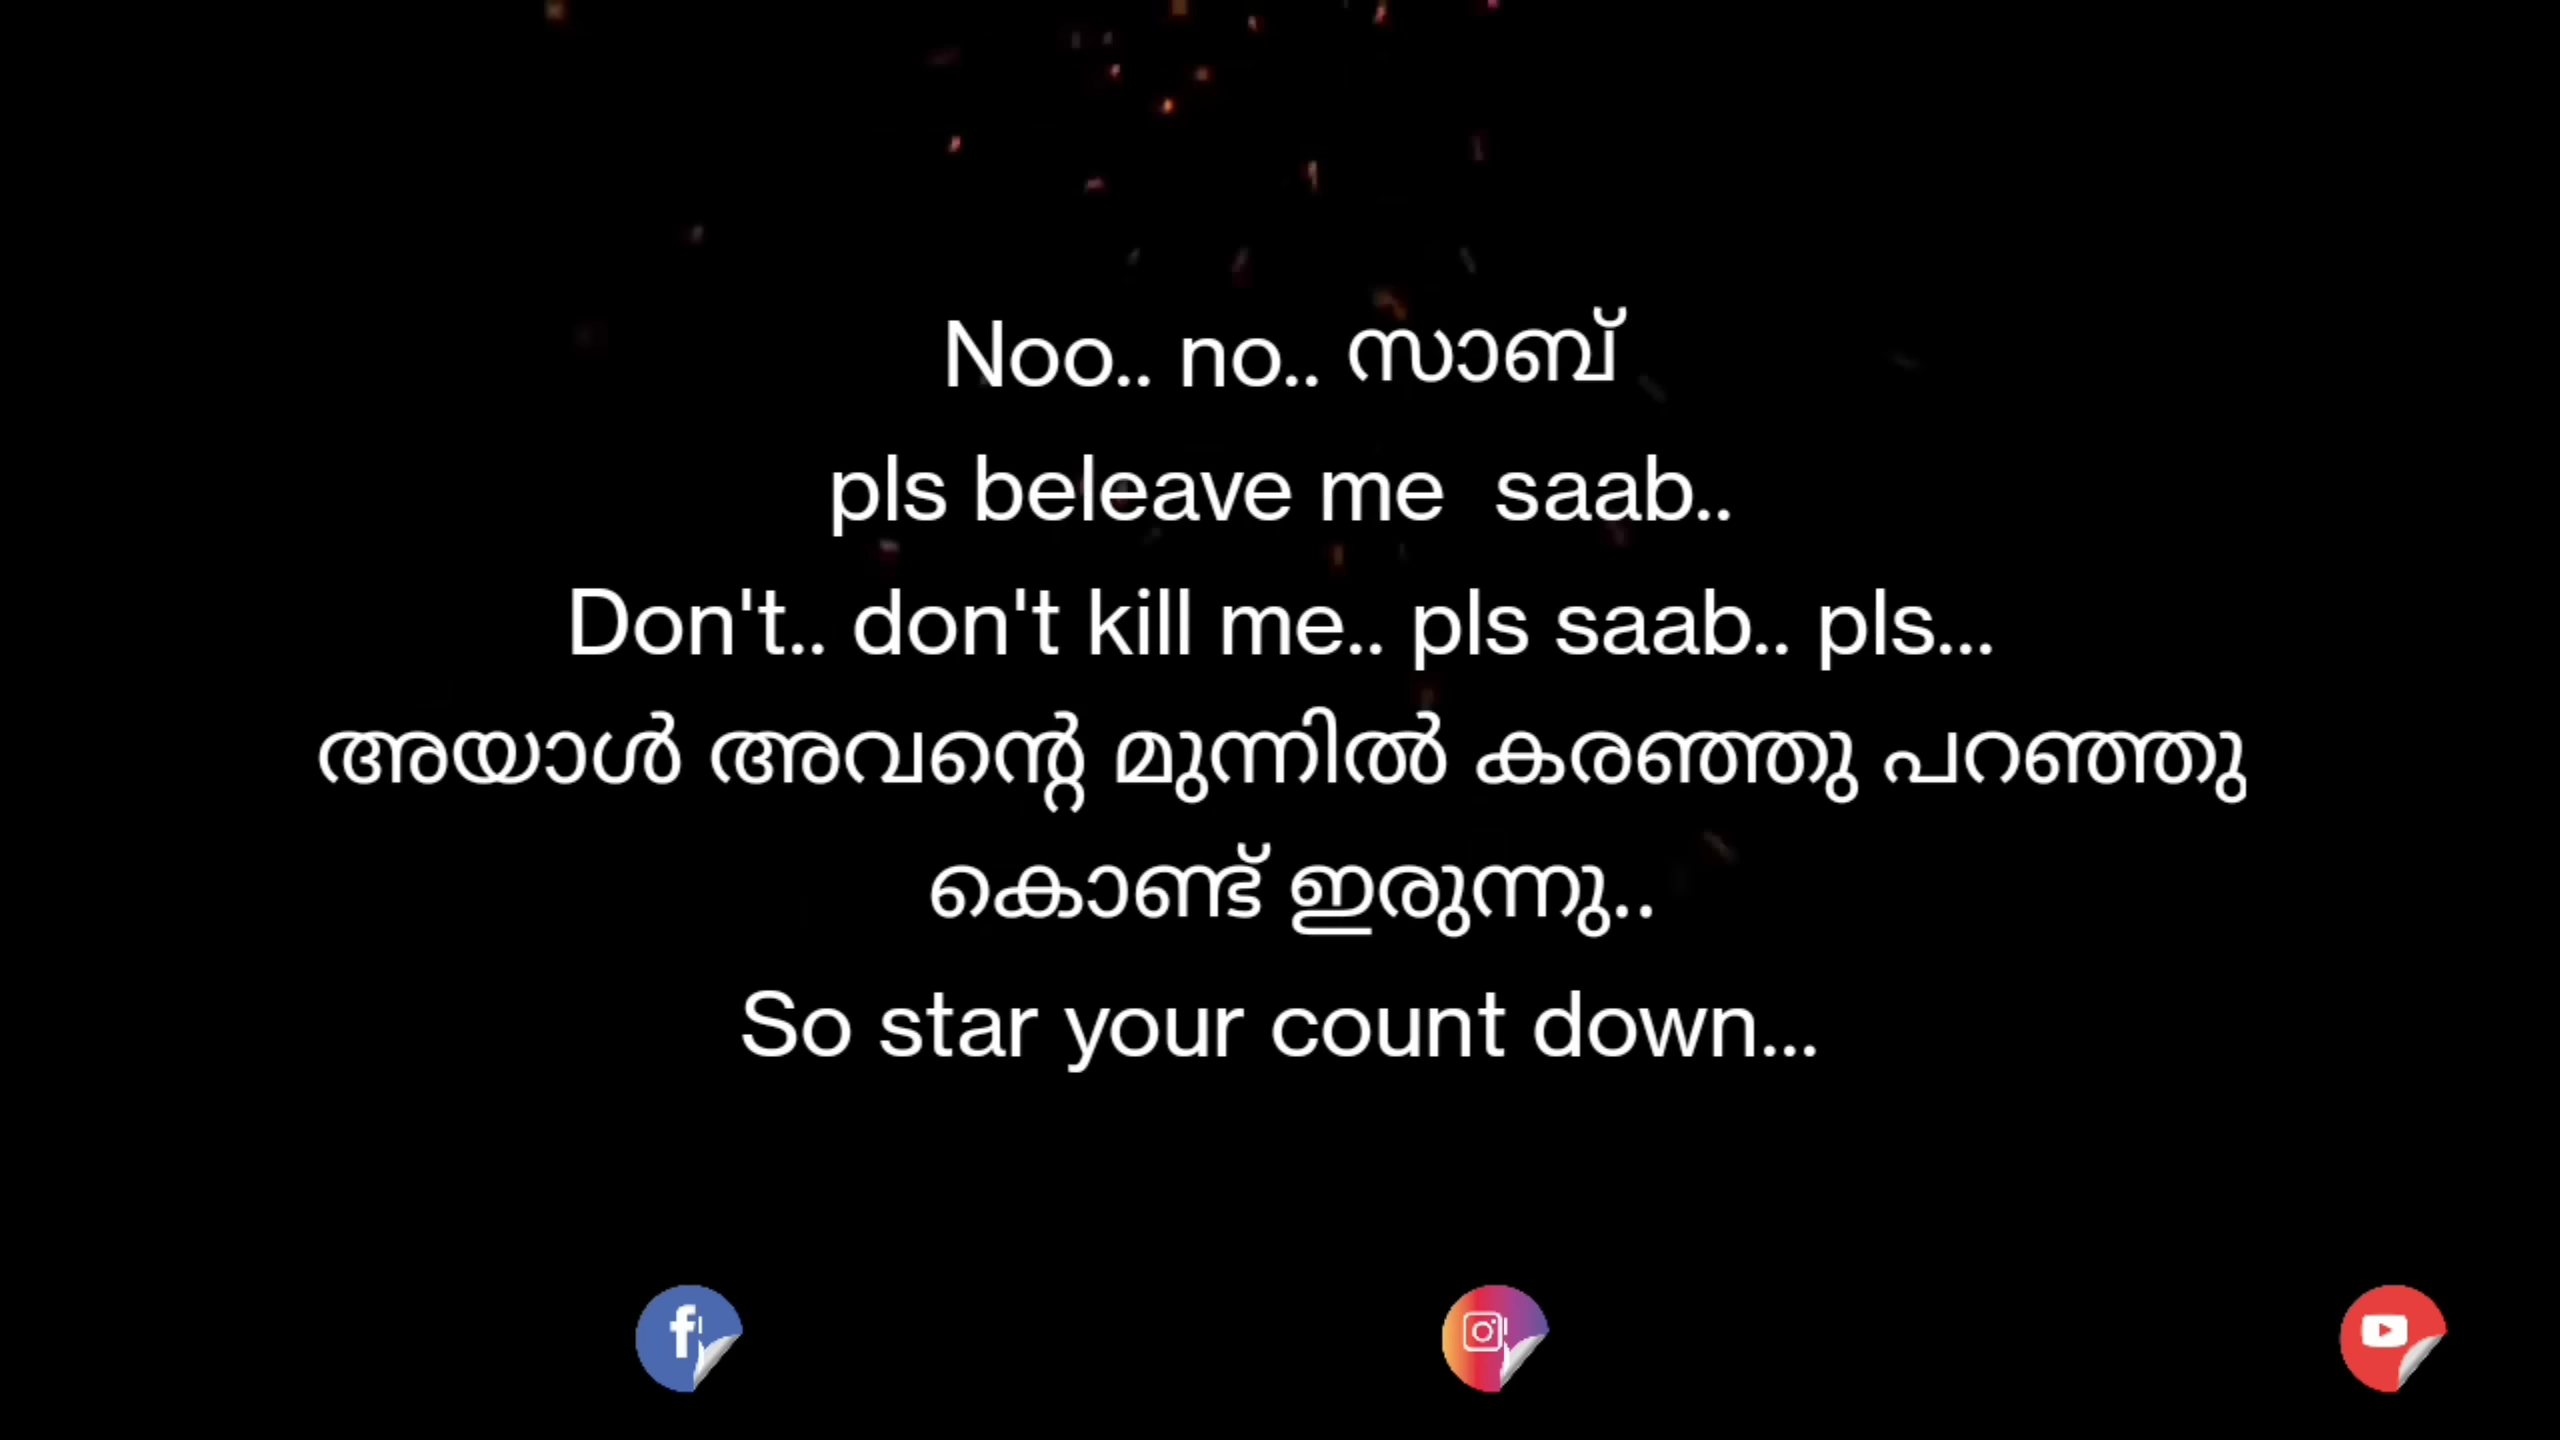 Noo.. no.. സാബ്
pls beleave me  saab..
Don't.. don't kill me.. pls saab.. pls...
അയാൾ അവന്റെ മുന്നിൽ കരഞ്ഞു പറഞ്ഞു
കൊണ്ട് ഇരുന്നു..
So star your count down...